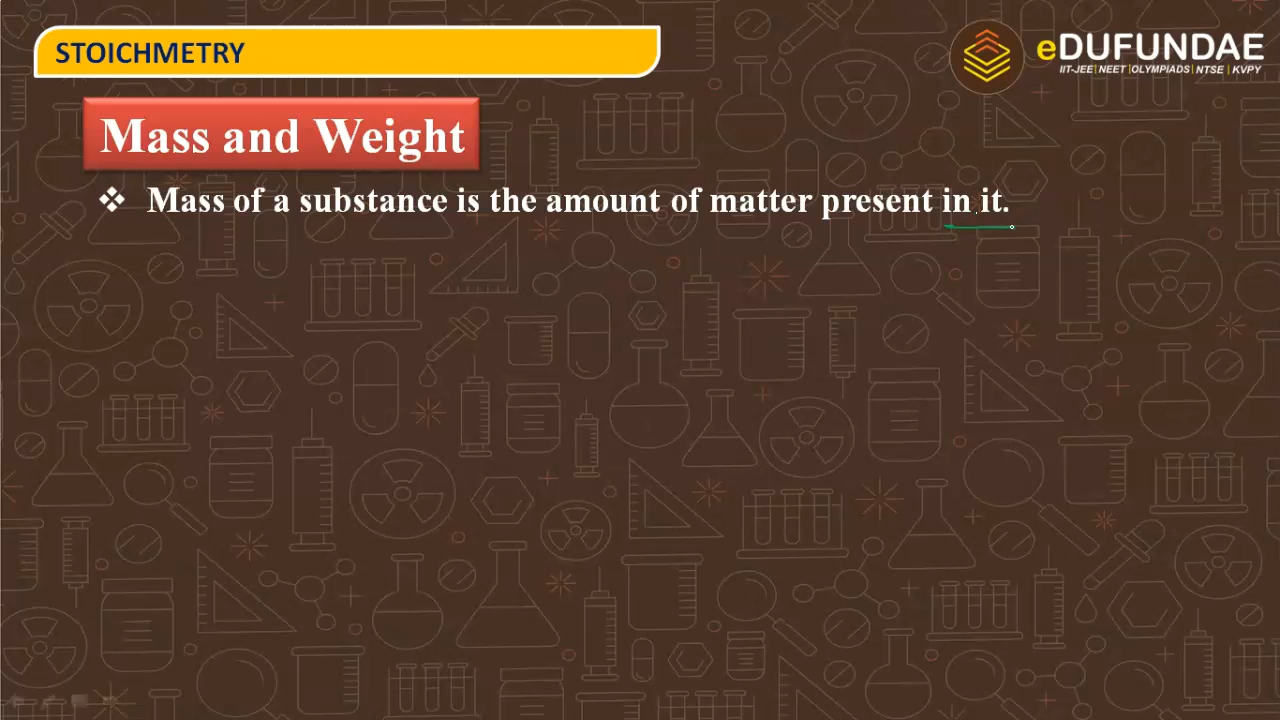 STOICHMETRY
eDUFUNDAE
IIT-JEE|NEET|OLYMPIADS|NTSE|KVPY
Mass and Weight
❖ Mass of a substance is the amount of matter present in it.